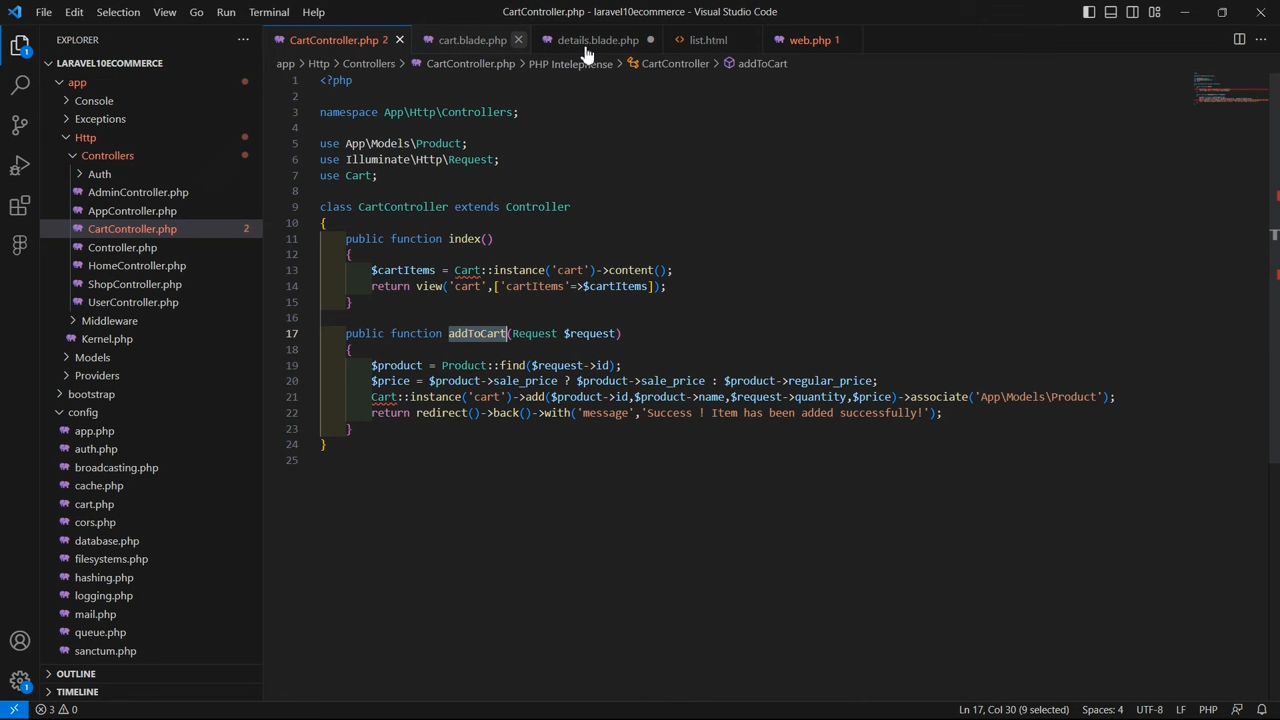 File Edit Selection View Go Run Terminal Help
CartController.php - laravel10ecommerce - Visual Studio Code
EXPLORER
CartController.php 2
cart.blade.php
details.blade.php
list.html
web.php 1
app > Http > Controllers > CartController.php > PHP Intelephense > CartController > addToCart
LARAVEL10ECOMMERCE
app
Console
Exceptions
Http
Controllers
Auth
AdminController.php
AppController.php
CartController.php 2
Controller.php
HomeController.php
ShopController.php
UserController.php
Middleware
Kernel.php
Models
Providers
bootstrap
config
app.php
auth.php
broadcasting.php
cache.php
cart.php
cors.php
database.php
filesystems.php
hashing.php
logging.php
mail.php
queue.php
sanctum.php
OUTLINE
TIMELINE
1 <?php
2
3 namespace App\Http\Controllers;
4
5 use App\Models\Product;
6 use Illuminate\Http\Request;
7 use Cart;
8
9 class CartController extends Controller
10 {
11 public function index()
12 {
13 $cartItems = Cart::instance('cart')->content();
14 return view('cart',['cartItems'=>$cartItems]);
15 }
16
17 public function addToCart(Request $request)
18 {
19 $product = Product::find($request->id);
20 $price = $product->sale_price ? $product->sale_price : $product->regular_price;
21 Cart::instance('cart')->add($product->id,$product->name,$request->quantity,$price)->associate('App\Models\Product');
22 return redirect()->back()->with('message','Success ! Item has been added successfully!');
23 }
24 }
25
1
1
3 0
Ln 17, Col 30 (9 selected) Spaces: 4 UTF-8 LF PHP